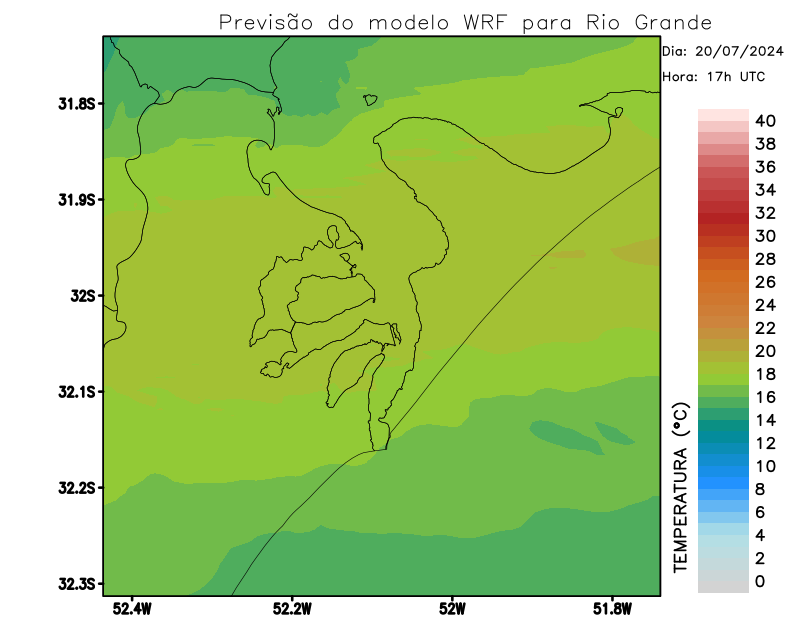 Previsão do modelo WRF para Rio Grande
Dia: 20/07/2024
Hora: 17h UTC
31.8S
31.9S
32S
32.1S
32.2S
32.3S
52.4W
52.2W
52W
51.8W
TEMPERATURA (°C)
40
38
36
34
32
30
28
26
24
22
20
18
16
14
12
10
8
6
4
2
0